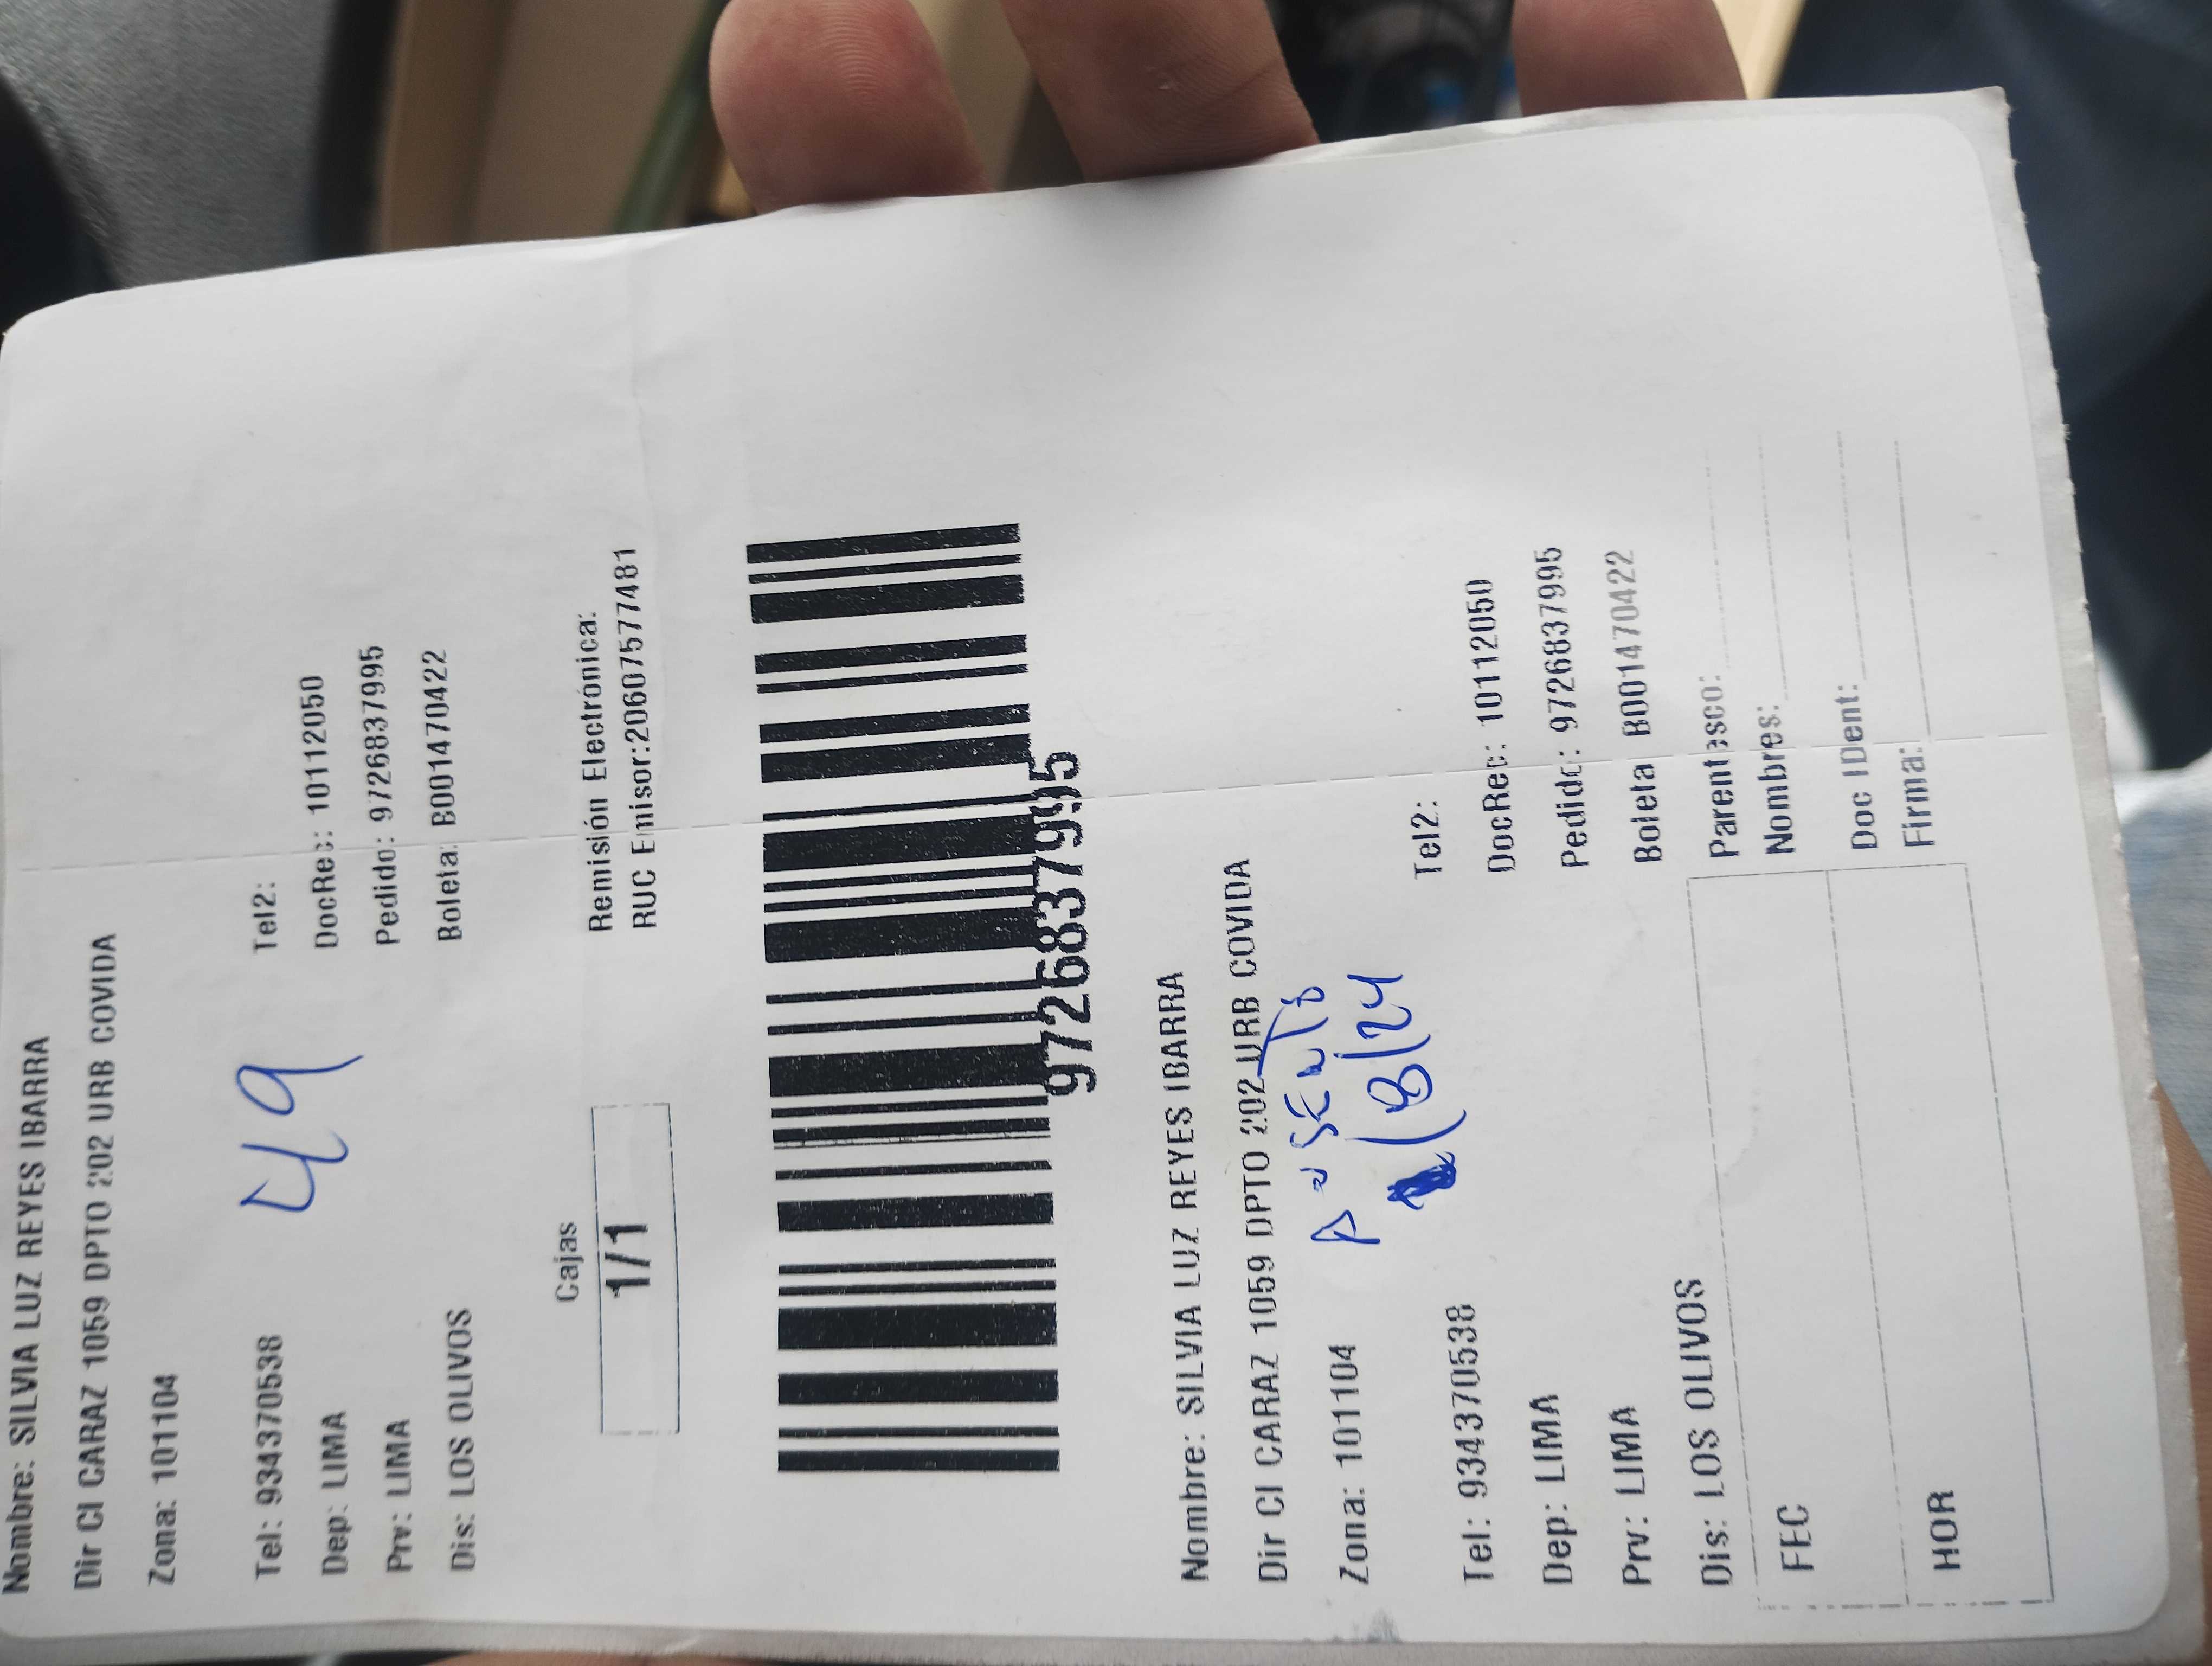 Nombre: SILVIA LUZ REYES IBARRA
Dir Cl CARAZ 1059 DPTO 202 URB COVIDA
Zona: 101104
49
Tel: 934370538 Tel2:
Dep: LIMA DocRec: 10112050
Prv: LIMA Pedido: 9726837995
Dis: LOS OLIVOS Boleta: B001470422
Cajas
1/1
Remisión Electrónica:
RUC Emisor:20607577481
9726837995
Nombre: SILVIA LUZ REYES IBARRA
Dir Cl CARAZ 1059 DPTO 202 URB COVIDA
Zona: 101104
/8/24
Tel: 934370538 Tel2:
Dep: LIMA DocRec: 10112050
Prv: LIMA Pedido: 9726837995
Dis: LOS OLIVOS Boleta B001470422
FEC
HOR
Parentesco:
Nombres:
Doc IDent:
Firma: